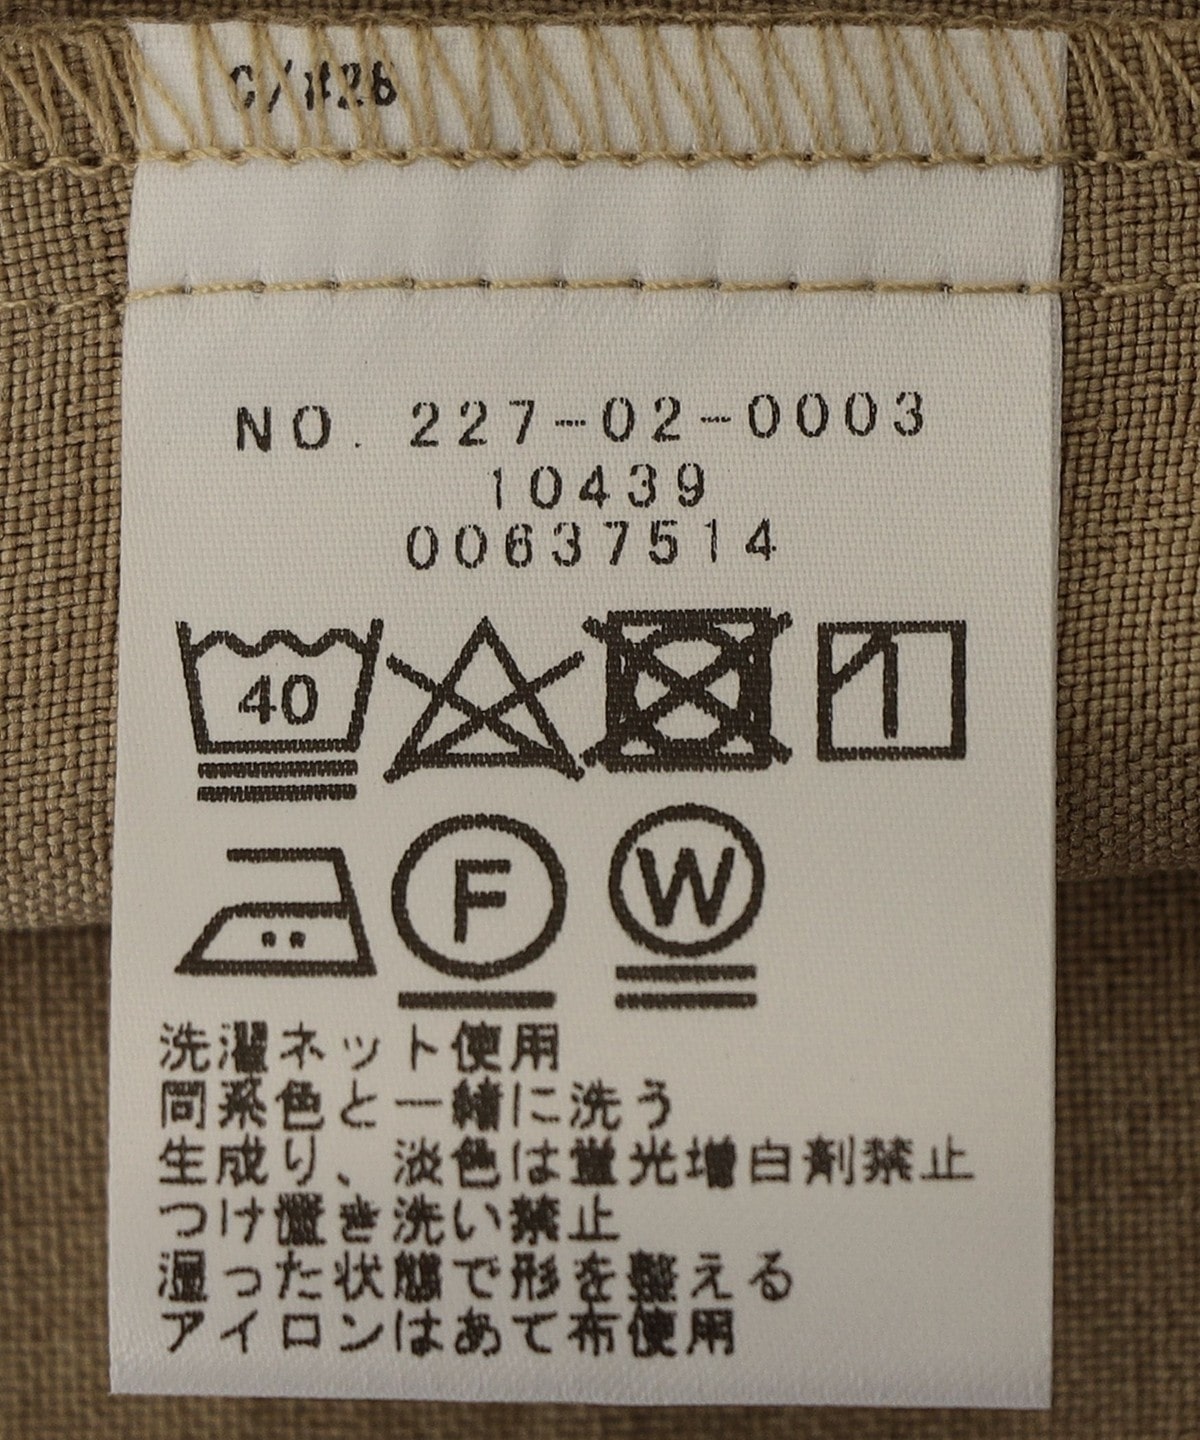 NO. 227-02-0003
10439
00637514
40
F
W
洗濯ネット使用
同系色と一緒に洗う
生成り、淡色は蛍光増白剤禁止
つけ置き洗い禁止
湿った状態で形を整える
アイロンはあて布使用